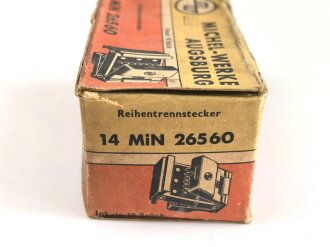 MICHEL-WERKE
AUGSBURG
MiN 26560
Reihentrennstecker
14 MiN 26560